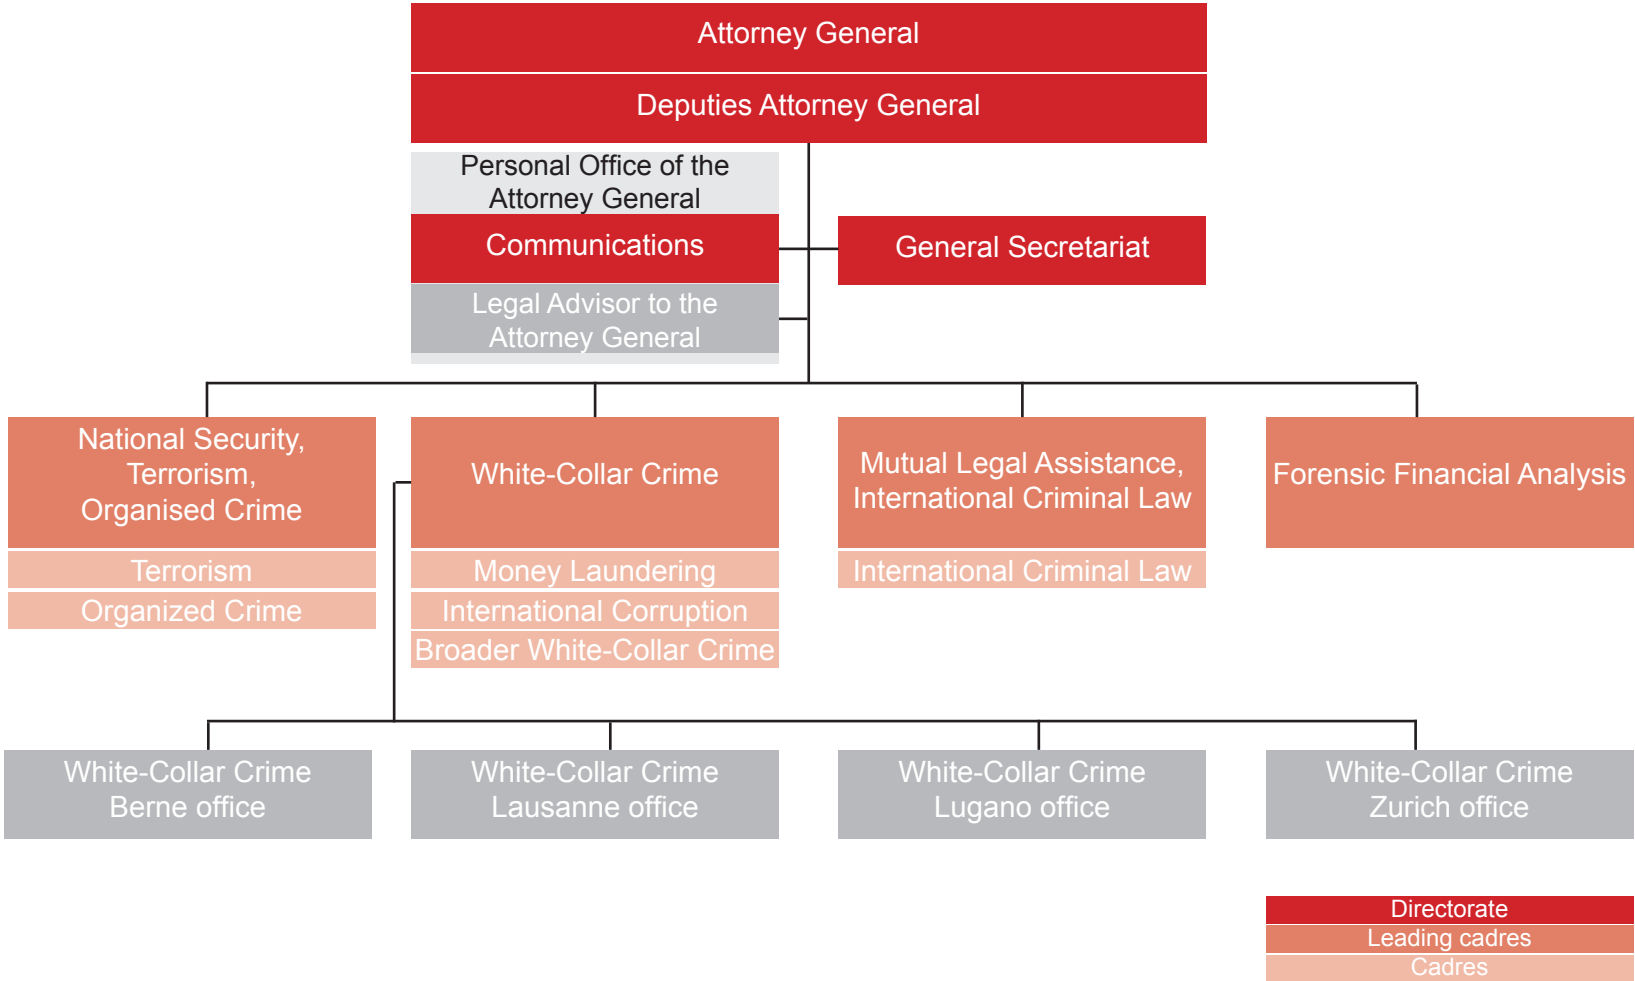 Attorney General
Deputies Attorney General
Personal Office of the
Attorney General
Communications
General Secretariat
Legal Advisor to the
Attorney General
National Security,
Terrorism,
Organised Crime
White-Collar Crime
Mutual Legal Assistance,
International Criminal Law
Forensic Financial Analysis
Terrorism
Organized Crime
Money Laundering
International Corruption
Broader White-Collar Crime
International Criminal Law
White-Collar Crime
Berne office
White-Collar Crime
Lausanne office
White-Collar Crime
Lugano office
White-Collar Crime
Zurich office
Directorate
Leading cadres
Cadres